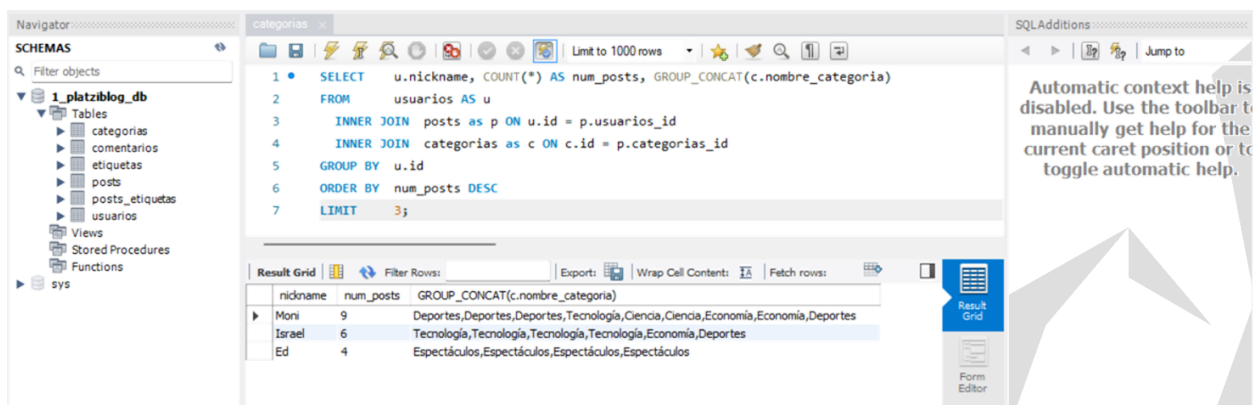 Navigator
SCHEMAS
Filter objects
1_platziblog_db
Tables
categorias
comentarios
etiquetas
posts
posts_etiquetas
usuarios
Views
Stored Procedures
Functions
sys
categorias
Limit to 1000 rows
1 SELECT u.nickname, COUNT(*) AS num_posts, GROUP_CONCAT(c.nombre_categoria)
2 FROM usuarios AS u
3 INNER JOIN posts as p ON u.id = p.usuarios_id
4 INNER JOIN categorias as c ON c.id = p.categorias_id
5 GROUP BY u.id
6 ORDER BY num_posts DESC
7 LIMIT 3;
Result Grid Filter Rows: Export: Wrap Cell Content: Fetch rows:
nickname num_posts GROUP_CONCAT(c.nombre_categoria)
Moni 9 Deportes,Deportes,Deportes,Tecnología,Ciencia,Ciencia,Economía,Economía,Deportes
Israel 6 Tecnología,Tecnología,Tecnología,Tecnología,Economía,Deportes
Ed 4 Espectáculos,Espectáculos,Espectáculos,Espectáculos
Result
Grid
Form
Editor
SQLAdditions
Jump to
Automatic context help is
disabled. Use the toolbar
manually get help for the
current caret position or to
toggle automatic help.